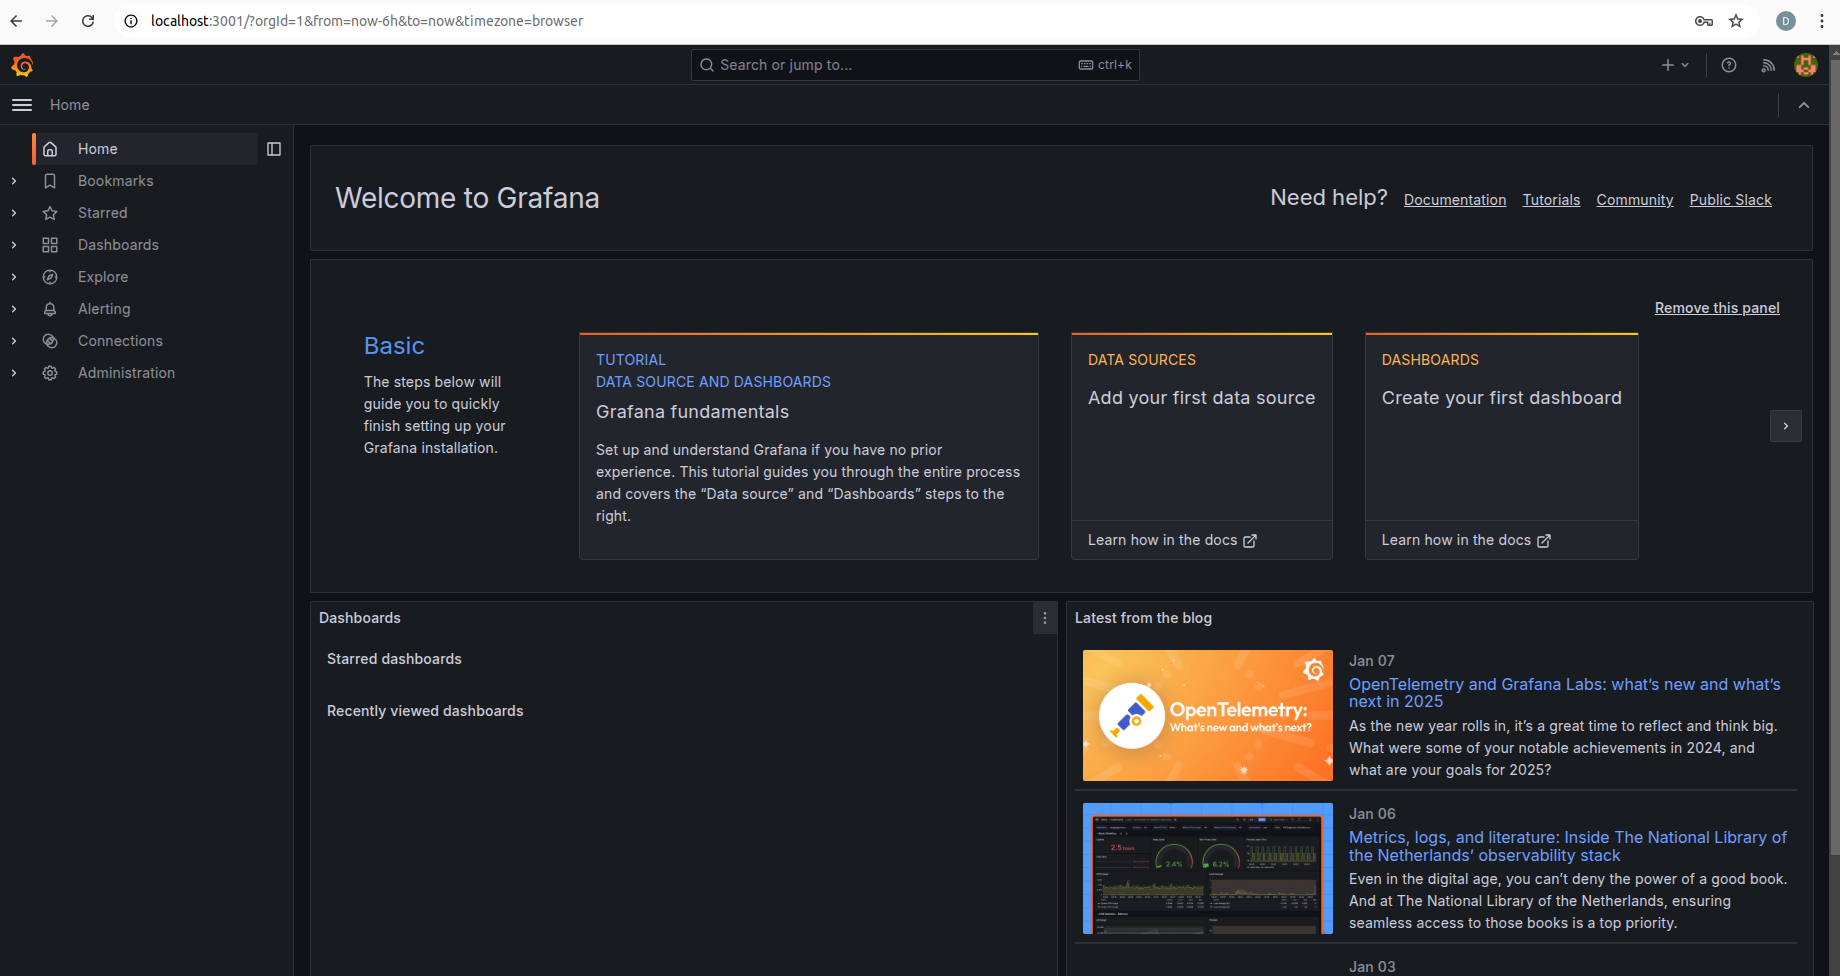 localhost:3001/?orgId=1&from=now-6h&to=now&timezone=browser
D
Search or jump to...
ctrl+k
Home
Home
Bookmarks
Starred
Dashboards
Explore
Alerting
Connections
Administration
Welcome to Grafana
Need help?
Documentation
Tutorials
Community
Public Slack
Remove this panel
Basic
The steps below will
guide you to quickly
finish setting up your
Grafana installation.
TUTORIAL
DATA SOURCE AND DASHBOARDS
Grafana fundamentals
Set up and understand Grafana if you have no prior
experience. This tutorial guides you through the entire process
and covers the “Data source” and “Dashboards” steps to the
right.
DATA SOURCES
Add your first data source
Learn how in the docs
DASHBOARDS
Create your first dashboard
Learn how in the docs
Dashboards
Starred dashboards
Recently viewed dashboards
Latest from the blog
OpenTelemetry:
What's new and what's next?
Jan 07
OpenTelemetry and Grafana Labs: what’s new and what’s
next in 2025
As the new year rolls in, it’s a great time to reflect and think big.
What were some of your notable achievements in 2024, and
what are your goals for 2025?
2.5 hours
2.4%
6.2%
Jan 06
Metrics, logs, and literature: Inside The National Library of
the Netherlands’ observability stack
Even in the digital age, you can’t deny the power of a good book.
And at The National Library of the Netherlands, ensuring
seamless access to those books is a top priority.
Jan 03